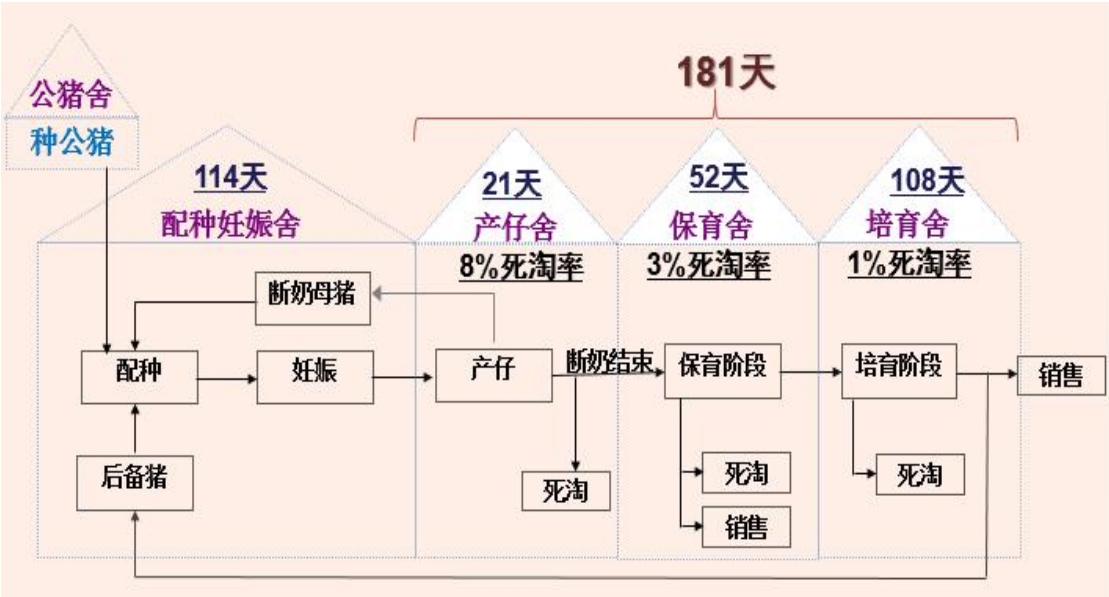 181天
公猪舍
种公猪
114天
配种妊娠舍
21天
产仔舍
8%死淘率
52天
保育舍
3%死淘率
108天
培育舍
1%死淘率
断奶母猪
配种
妊娠
产仔
断奶结束
保育阶段
培育阶段
销售
后备猪
死淘
死淘
销售
死淘